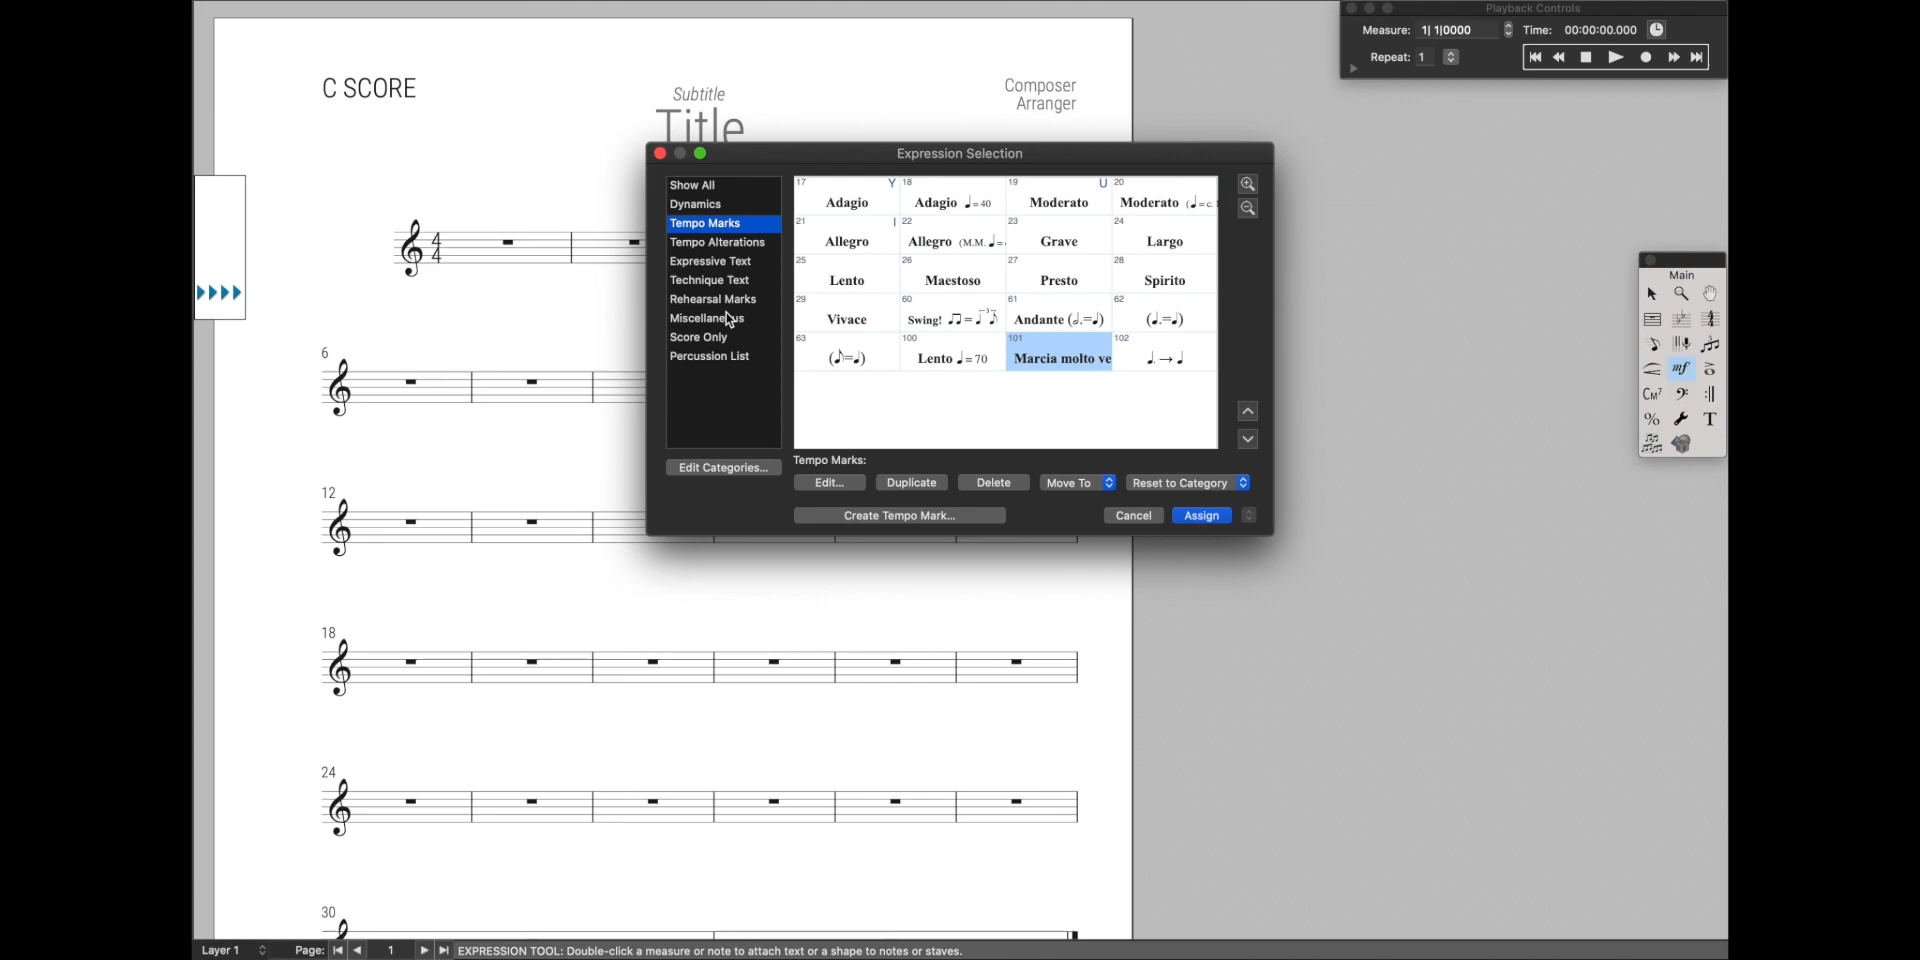 Playback Controls
Measure: 1| 1|0000 Time: 00:00:00.000
Repeat: 1
C SCORE
Subtitle
Title
Composer
Arranger
Expression Selection
Show All
Dynamics
Tempo Marks
Tempo Alterations
Expressive Text
Technique Text
Rehearsal Marks
Miscellaneous
Score Only
Percussion List
Edit Categories...
17 Adagio Y
18 Adagio ♩=40
19 Moderato U
20 Moderato (♩=c.
21 Allegro I
22 Allegro (M.M. ♩=
23 Grave
24 Largo
25 Lento
26 Maestoso
27 Presto
28 Spirito
29 Vivace
60 Swing! ♫=♩ 3 ♪
61 Andante (𝅗𝅥.=♩)
62 (♩.=♩)
63 (♪=♩)
100 Lento ♩=70
101 Marcia molto ve
102 ♩. → ♩
Tempo Marks:
Edit...
Duplicate
Delete
Move To
Reset to Category
Create Tempo Mark...
Cancel
Assign
Main
mf
CM7
%
T
4
4
6
12
18
24
30
Layer 1
Page: 1
EXPRESSION TOOL: Double-click a measure or note to attach text or a shape to notes or staves.